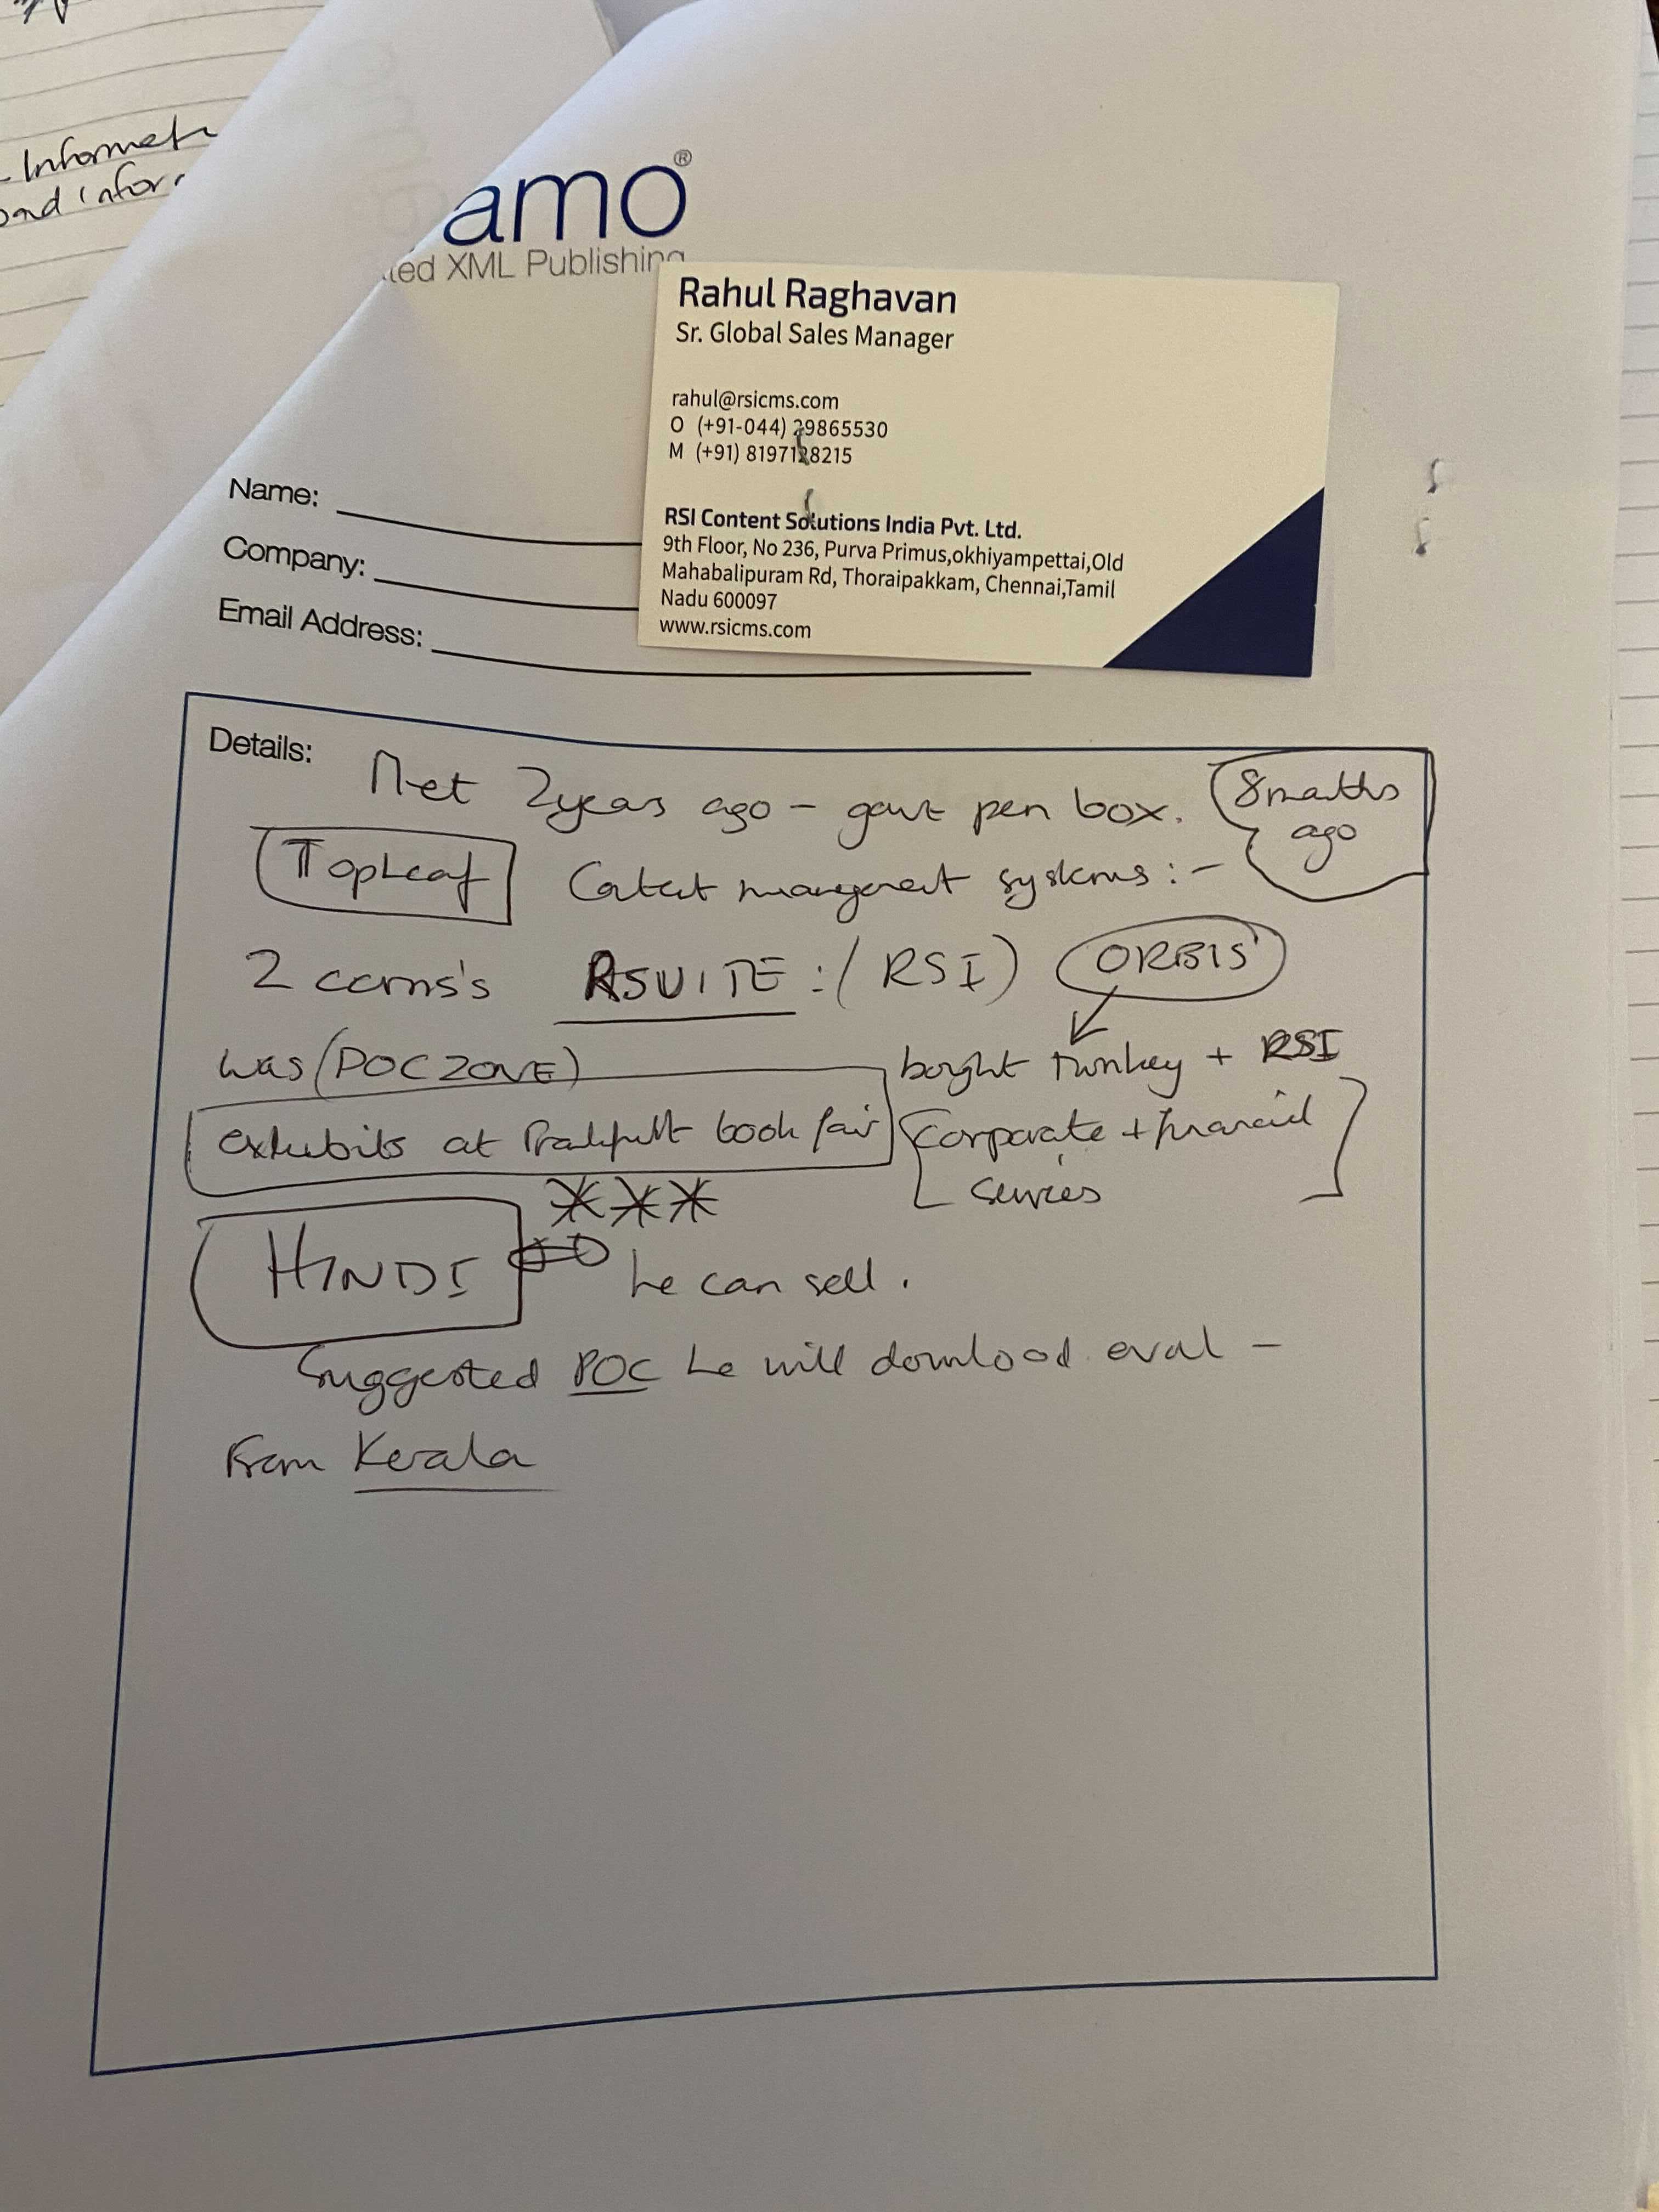 Informat
and infor
amo®
ted XML Publishing
Rahul Raghavan
Sr. Global Sales Manager
rahul@rsicms.com
O (+91-044) 29865530
M (+91) 8197128215
RSI Content Solutions India Pvt. Ltd.
9th Floor, No 236, Purva Primus,okhiyampettai,Old
Mahabalipuram Rd, Thoraipakkam, Chennai,Tamil
Nadu 600097
www.rsicms.com
Name:
Company:
Email Address:
Details:
Met 2 years ago - gave pen box. 8 months
ago
TopLeaf Content management systems :-
2 ccms's RSUITE : (RSI) ORBIS
was (DOCZONE) bought turnkey + RSI
exhibits at Frankfurt book fair [corporate + financial
services]
***
HINDI he can sell.
Suggested POC he will download eval -
From Kerala